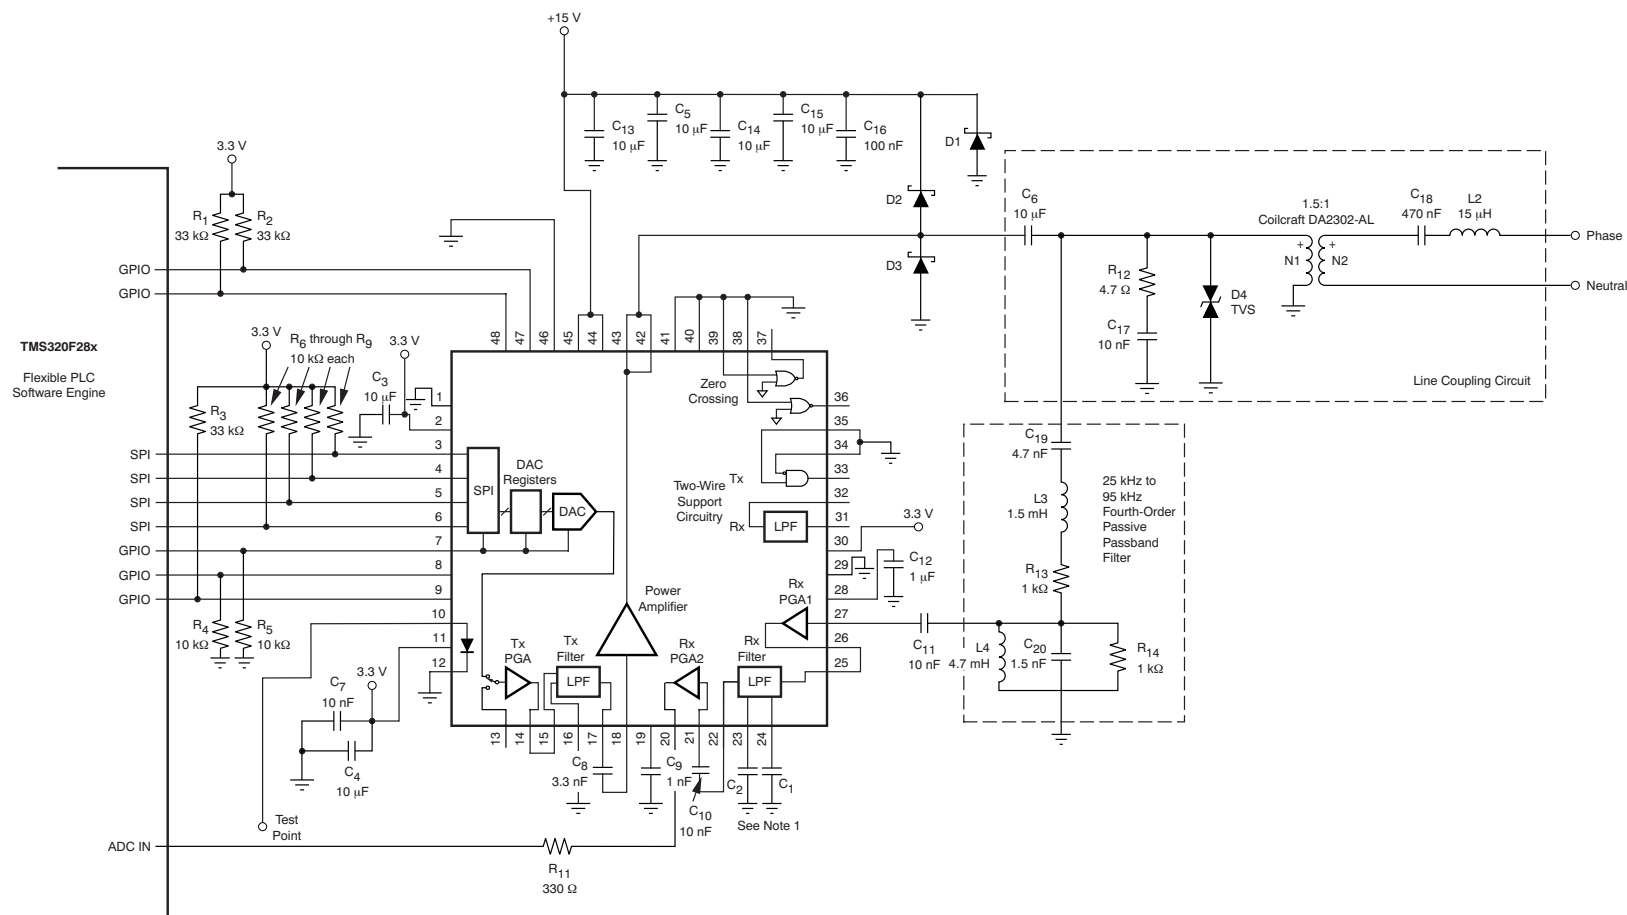 +15 V
C13
10 μF
C5
10 μF
C14
10 μF
C15
10 μF
C16
100 nF
D1
D2
D3
3.3 V
R1
33 kΩ
R2
33 kΩ
GPIO
GPIO
C6
10 μF
1.5:1
Coilcraft DA2302-AL
C18
470 nF
L2
15 μH
Phase
Neutral
+
N1
+
N2
R12
4.7 Ω
C17
10 nF
D4
TVS
Line Coupling Circuit
TMS320F28x
Flexible PLC
Software Engine
3.3 V
R6 through R9
10 kΩ each
3.3 V
C3
10 μF
R3
33 kΩ
SPI
SPI
SPI
SPI
GPIO
GPIO
GPIO
R4
10 kΩ
R5
10 kΩ
48
47
46
45
44
43
42
41
40
39
38
37
1
2
3
4
5
6
7
8
9
10
11
12
SPI
DAC
Registers
DAC
Zero
Crossing
Two-Wire
Support
Circuitry
Tx
Rx
LPF
36
35
34
33
32
31
30
29
28
27
26
25
3.3 V
C12
1 μF
Power
Amplifier
Rx
PGA1
Tx
PGA
Tx
Filter
LPF
Rx
PGA2
Rx
Filter
LPF
13
14
15
16
17
18
19
20
21
22
23
24
C19
4.7 nF
L3
1.5 mH
R13
1 kΩ
25 kHz to
95 kHz
Fourth-Order
Passive
Passband
Filter
C11
10 nF
L4
4.7 mH
C20
1.5 nF
R14
1 kΩ
3.3 V
C7
10 nF
C4
10 μF
Test
Point
C8
3.3 nF
C9
1 nF
C10
10 nF
C2
C1
See Note 1
ADC IN
R11
330 Ω